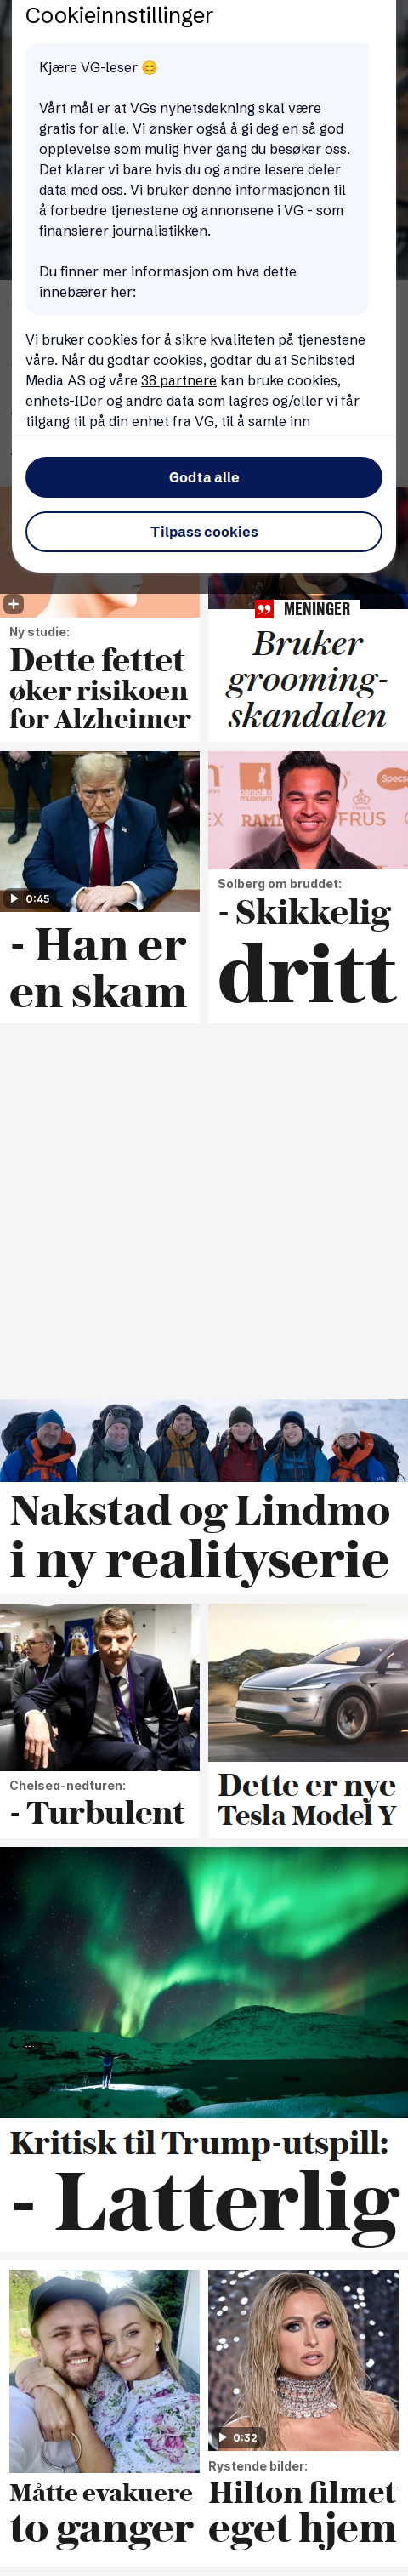 Cookieinnstillinger
Kjære VG-leser 😊
Vårt mål er at VGs nyhetsdekning skal være
gratis for alle. Vi ønsker også å gi deg en så god
opplevelse som mulig hver gang du besøker oss.
Det klarer vi bare hvis du og andre lesere deler
data med oss. Vi bruker denne informasjonen til
å forbedre tjenestene og annonsene i VG - som
finansierer journalistikken.
Du finner mer informasjon om hva dette
innebærer her:
Vi bruker cookies for å sikre kvaliteten på tjenestene
våre. Når du godtar cookies, godtar du at Schibsted
Media AS og våre 38 partnere kan bruke cookies,
enhets-IDer og andre data som lagres og/eller vi får
tilgang til på din enhet fra VG, til å samle inn
Godta alle
Tilpass cookies
Ny studie:
Dette fettet
øker risikoen
for Alzheimer
MENINGER
Bruker
grooming-
skandalen
0:45
- Han er
en skam
paradox
museum
Specs
EX
RAM
FRUS
Solberg om bruddet:
- Skikkelig
dritt
Nakstad og Lindmo
i ny realityserie
Chelsea-nedturen:
- Turbulent
Dette er nye
Tesla Model Y
Kritisk til Trump-utspill:
- Latterlig
Måtte evakuere
to ganger
0:32
Rystende bilder:
Hilton filmet
eget hjem